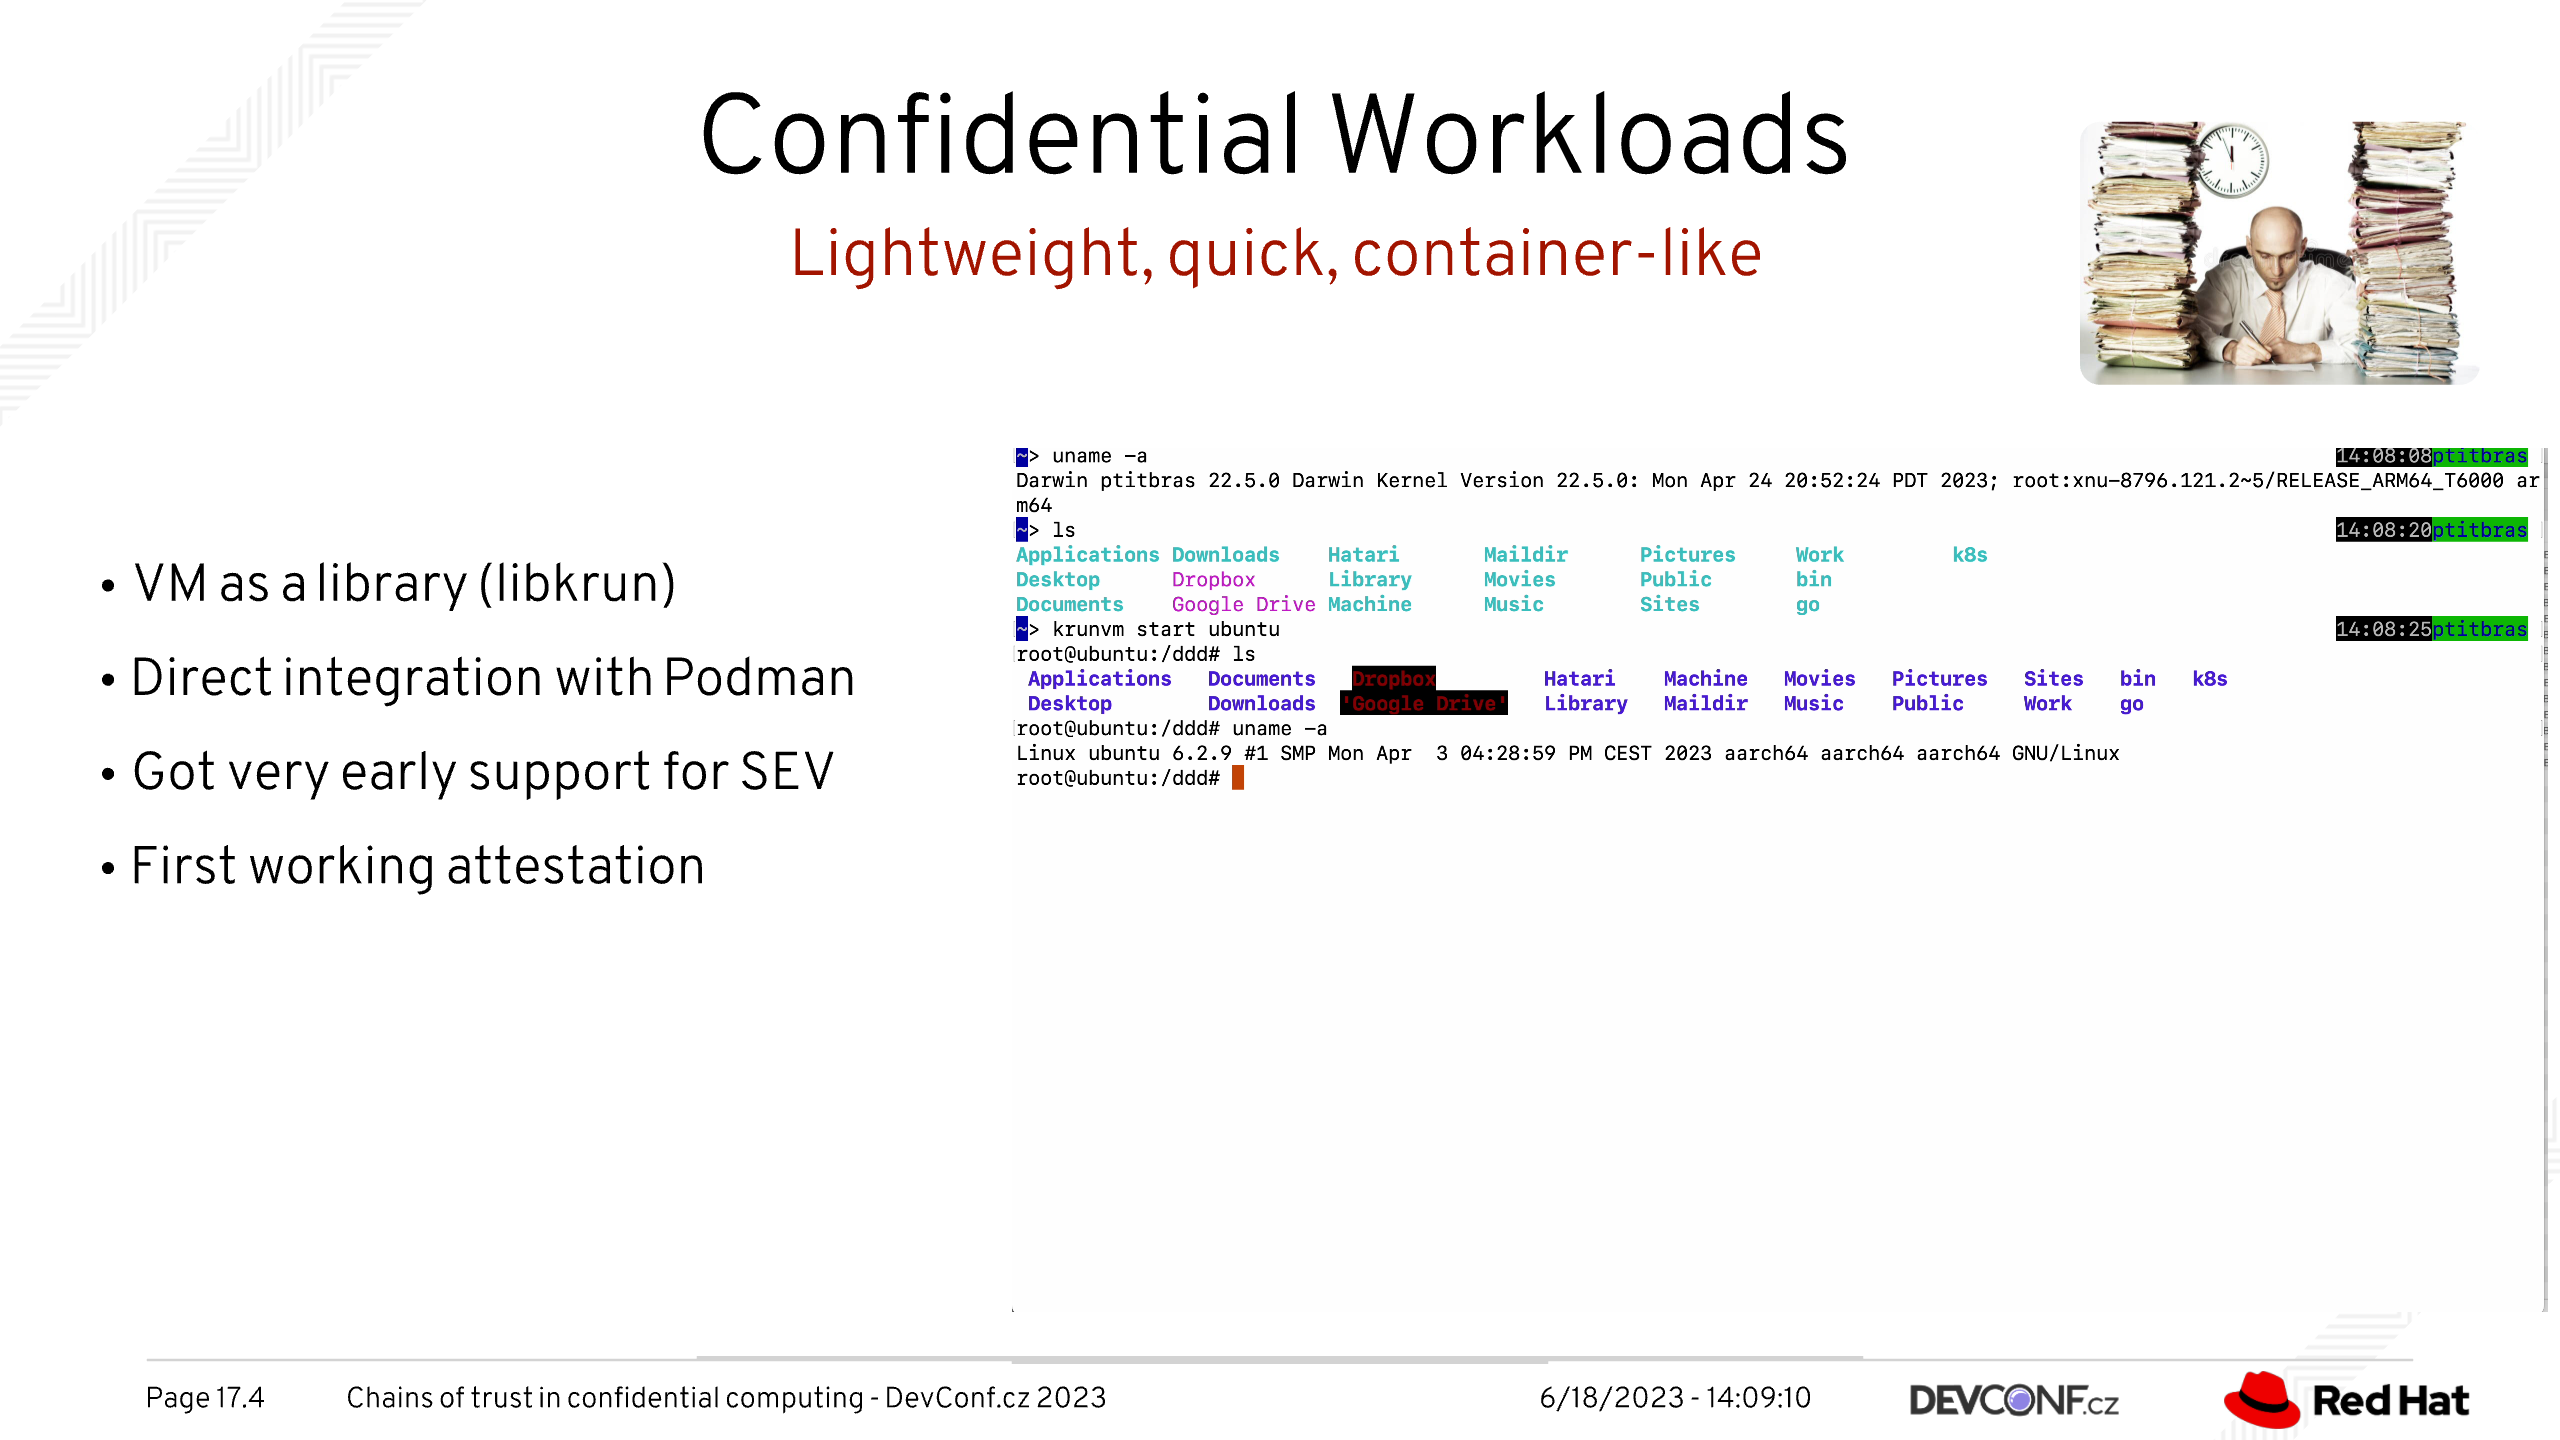 Confidential Workloads
Lightweight, quick, container-like
• VM as a library (libkrun)
• Direct integration with Podman
• Got very early support for SEV
• First working attestation
~> uname -a 14:08:08ptitbras
Darwin ptitbras 22.5.0 Darwin Kernel Version 22.5.0: Mon Apr 24 20:52:24 PDT 2023; root:xnu-8796.121.2~5/RELEASE_ARM64_T6000 ar
m64
~> ls 14:08:20ptitbras
Applications Downloads Hatari Maildir Pictures Work k8s
Desktop Dropbox Library Movies Public bin
Documents Google Drive Machine Music Sites go
~> krunvm start ubuntu 14:08:25ptitbras
root@ubuntu:/ddd# ls
Applications Documents Dropbox Hatari Machine Movies Pictures Sites bin k8s
Desktop Downloads 'Google Drive' Library Maildir Music Public Work go
root@ubuntu:/ddd# uname -a
Linux ubuntu 6.2.9 #1 SMP Mon Apr 3 04:28:59 PM CEST 2023 aarch64 aarch64 aarch64 GNU/Linux
root@ubuntu:/ddd#
Page 17.4 Chains of trust in confidential computing - DevConf.cz 2023 6/18/2023 - 14:09:10 DEVCONF.cz Red Hat